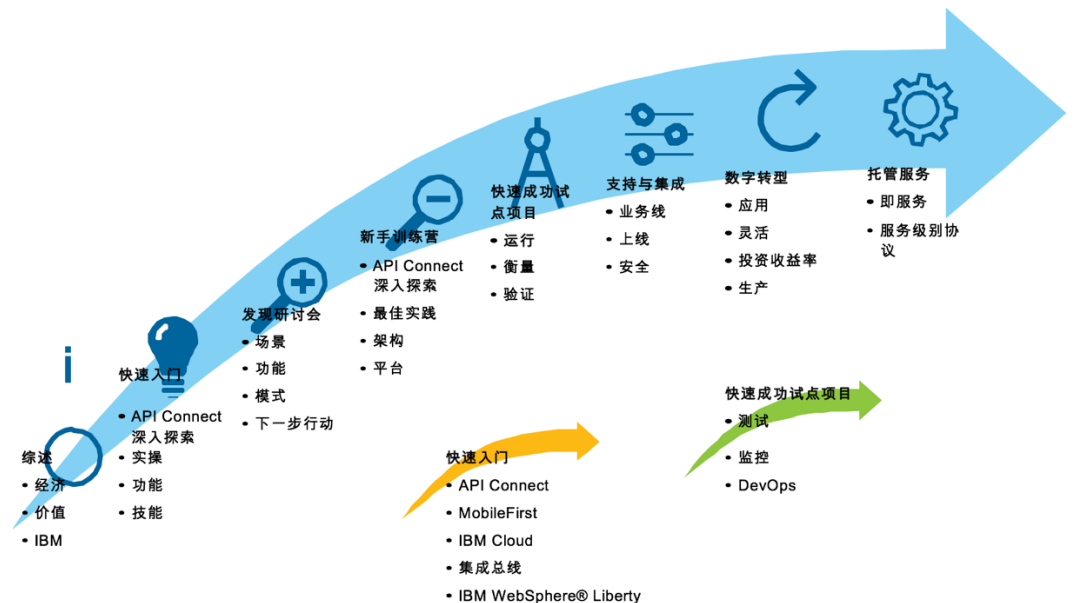 综述
• 经济
• 价值
• IBM
快速入门
• API Connect
深入探索
• 实操
• 功能
• 技能
发现研讨会
• 场景
• 功能
• 模式
• 下一步行动
新手训练营
• API Connect
深入探索
• 最佳实践
• 架构
• 平台
快速成功试
点项目
• 运行
• 衡量
• 验证
支持与集成
• 业务线
• 上线
• 安全
数字转型
• 应用
• 灵活
• 投资收益率
• 生产
托管服务
• 即服务
• 服务级别协
议
快速入门
• API Connect
• MobileFirst
• IBM Cloud
• 集成总线
• IBM WebSphere® Liberty
快速成功试点项目
• 测试
• 监控
• DevOps